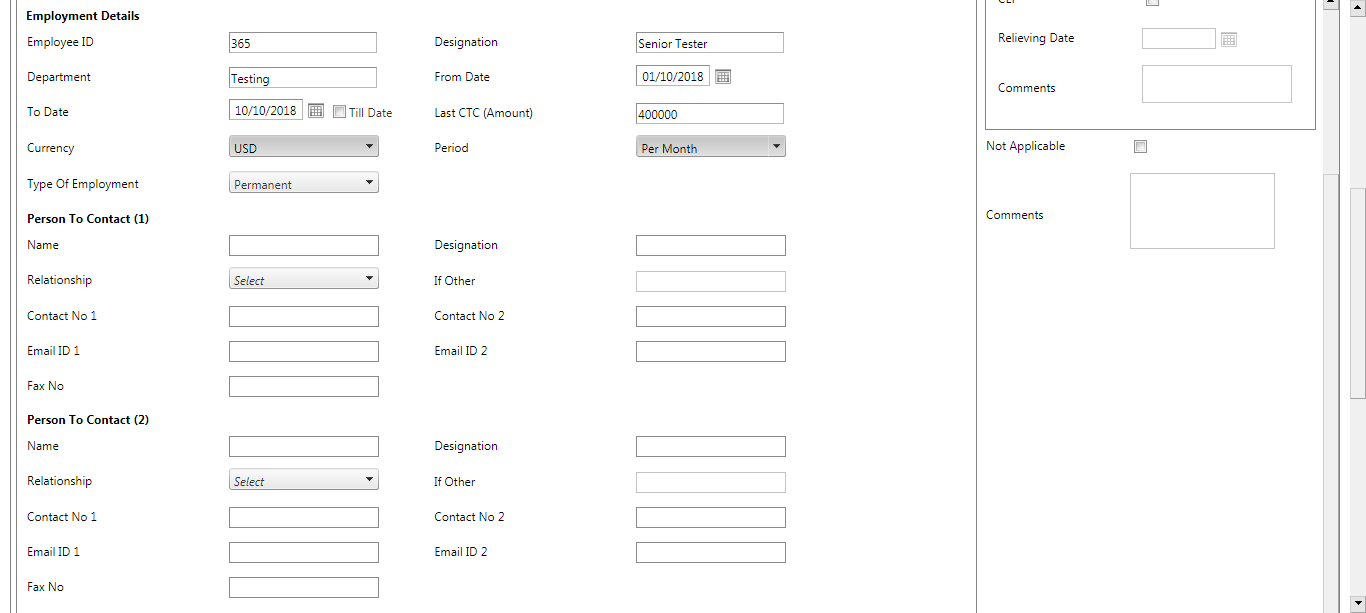 Employment Details
Employee ID 365 Designation Senior Tester
Department Testing From Date 01/10/2018
To Date 10/10/2018 Till Date Last CTC (Amount) 400000
Currency USD Period Per Month
Type Of Employment Permanent
Person To Contact (1)
Name Designation
Relationship Select If Other
Contact No 1 Contact No 2
Email ID 1 Email ID 2
Fax No
Person To Contact (2)
Name Designation
Relationship Select If Other
Contact No 1 Contact No 2
Email ID 1 Email ID 2
Fax No
Relieving Date
Comments
Not Applicable
Comments